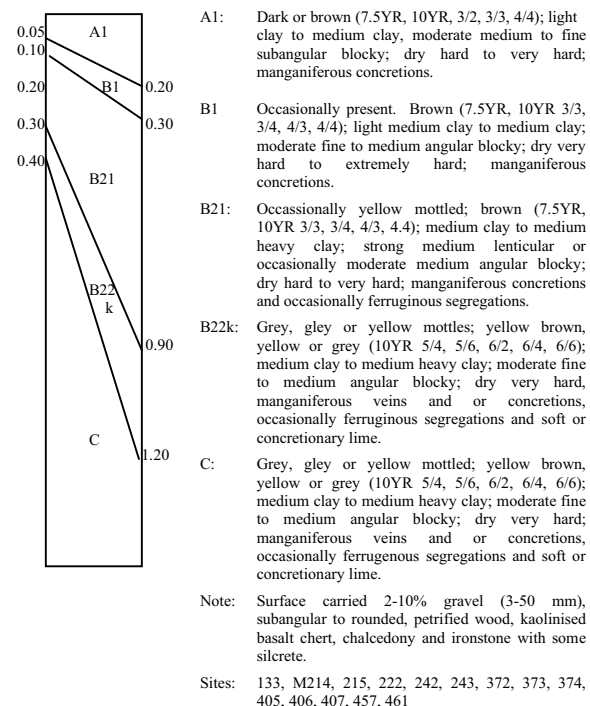 0.05
A1
0.10
0.20
B1
0.20
0.30
0.30
0.40
B21
B22
k
0.90
C
1.20
A1: Dark or brown (7.5YR, 10YR, 3/2, 3/3, 4/4); light
clay to medium clay, moderate medium to fine
subangular blocky; dry hard to very hard;
manganiferous concretions.
B1 Occasionally present. Brown (7.5YR, 10YR 3/3,
3/4, 4/3, 4/4); light medium clay to medium clay;
moderate fine to medium angular blocky; dry very
hard to extremely hard; manganiferous
concretions.
B21: Occassionally yellow mottled; brown (7.5YR,
10YR 3/3, 3/4, 4/3, 4.4); medium clay to medium
heavy clay; strong medium lenticular or
occasionally moderate medium angular blocky;
dry hard to very hard; manganiferous concretions
and occasionally ferruginous segregations.
B22k: Grey, gley or yellow mottles; yellow brown,
yellow or grey (10YR 5/4, 5/6, 6/2, 6/4, 6/6);
medium clay to medium heavy clay; moderate fine
to medium angular blocky; dry very hard,
manganiferous veins and or concretions,
occasionally ferruginous segregations and soft or
concretionary lime.
C: Grey, gley or yellow mottled; yellow brown,
yellow or grey (10YR 5/4, 5/6, 6/2, 6/4, 6/6);
medium clay to medium heavy clay; moderate fine
to medium angular blocky; dry very hard;
manganiferous veins and or concretions,
occasionally ferrugenous segregations and soft or
concretionary lime.
Note: Surface carried 2-10% gravel (3-50 mm),
subangular to rounded, petrified wood, kaolinised
basalt chert, chalcedony and ironstone with some
silcrete.
Sites: 133, M214, 215, 222, 242, 243, 372, 373, 374,
405, 406, 407, 457, 461